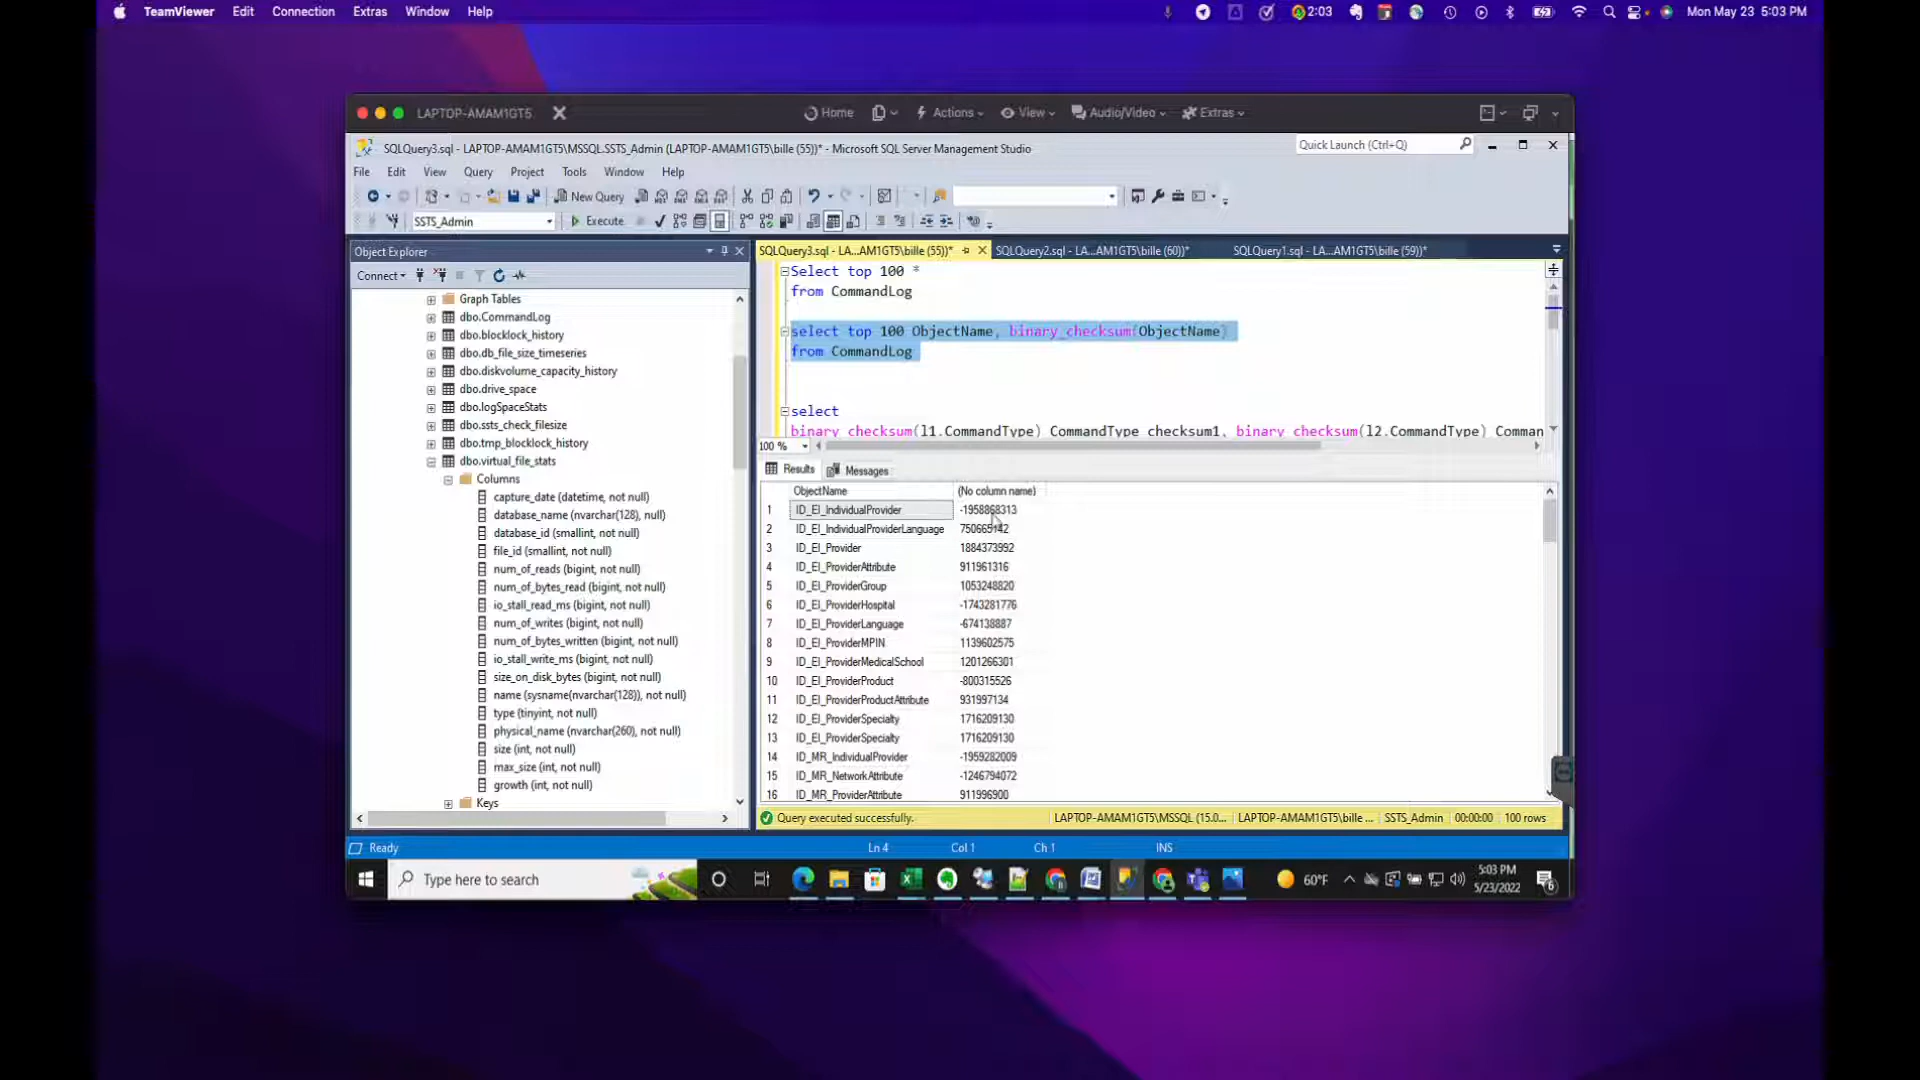 TeamViewer Edit Connection Extras Window Help 2:03 Mon May 23 5:03 PM
LAPTOP-AMAM1GT5 Home Actions View Audio/Video Extras
SQLQuery3.sql - LAPTOP-AMAM1GT5\MSSQL.SSTS_Admin (LAPTOP-AMAM1GT5\bille (55))* - Microsoft SQL Server Management Studio Quick Launch (Ctrl+Q)
File Edit View Query Project Tools Window Help
New Query
SSTS_Admin Execute
Object Explorer
SQLQuery3.sql - LA...AM1GT5\bille (55))* SQLQuery2.sql - LA...AM1GT5\bille (60))* SQLQuery1.sql - LA...AM1GT5\bille (59))*
Connect
Graph Tables
dbo.CommandLog
dbo.blocklock_history
dbo.db_file_size_timeseries
dbo.diskvolume_capacity_history
dbo.drive_space
dbo.logSpaceStats
dbo.ssts_check_filesize
dbo.tmp_blocklock_history
dbo.virtual_file_stats
Columns
capture_date (datetime, not null)
database_name (nvarchar(128), null)
database_id (smallint, not null)
file_id (smallint, not null)
num_of_reads (bigint, not null)
num_of_bytes_read (bigint, not null)
io_stall_read_ms (bigint, not null)
num_of_writes (bigint, not null)
num_of_bytes_written (bigint, not null)
io_stall_write_ms (bigint, not null)
size_on_disk_bytes (bigint, not null)
name (sysname(nvarchar(128)), not null)
type (tinyint, not null)
physical_name (nvarchar(260), not null)
size (int, not null)
max_size (int, not null)
growth (int, not null)
Keys
Select top 100 *
from CommandLog
select top 100 ObjectName, binary_checksum(ObjectName)
from CommandLog
select
binary_checksum(l1.CommandType) CommandType_checksum1, binary_checksum(l2.CommandType) Comman
100 %
Results Messages
ObjectName (No column name)
1 ID_EI_IndividualProvider -1958868313
2 ID_EI_IndividualProviderLanguage 750665142
3 ID_EI_Provider 1884373992
4 ID_EI_ProviderAttribute 911961316
5 ID_EI_ProviderGroup 1053248820
6 ID_EI_ProviderHospital -1743281776
7 ID_EI_ProviderLanguage -674138887
8 ID_EI_ProviderMPIN 1139602575
9 ID_EI_ProviderMedicalSchool 1201266301
10 ID_EI_ProviderProduct -800315526
11 ID_EI_ProviderProductAttribute 931997134
12 ID_EI_ProviderSpecialty 1716209130
13 ID_EI_ProviderSpecialty 1716209130
14 ID_MR_IndividualProvider -1959282009
15 ID_MR_NetworkAttribute -1246794072
16 ID_MR_ProviderAttribute 911996900
Query executed successfully. LAPTOP-AMAM1GT5\MSSQL (15.0... LAPTOP-AMAM1GT5\bille ... SSTS_Admin 00:00:00 100 rows
Ready Ln 4 Col 1 Ch 1 INS
Type here to search 60°F 5:03 PM
5/23/2022 6